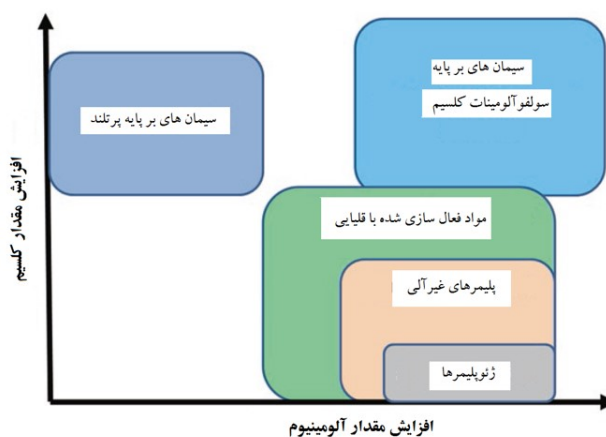 سیمان های بر پایه
سولفوآلومینات کلسیم
سیمان های بر پایه پرتلند
مواد فعال سازی شده با قلیایی
پلیمرهای غیرآلی
ژئوپلیمرها
افزایش مقدار کلسیم
افزایش مقدار آلومینیوم